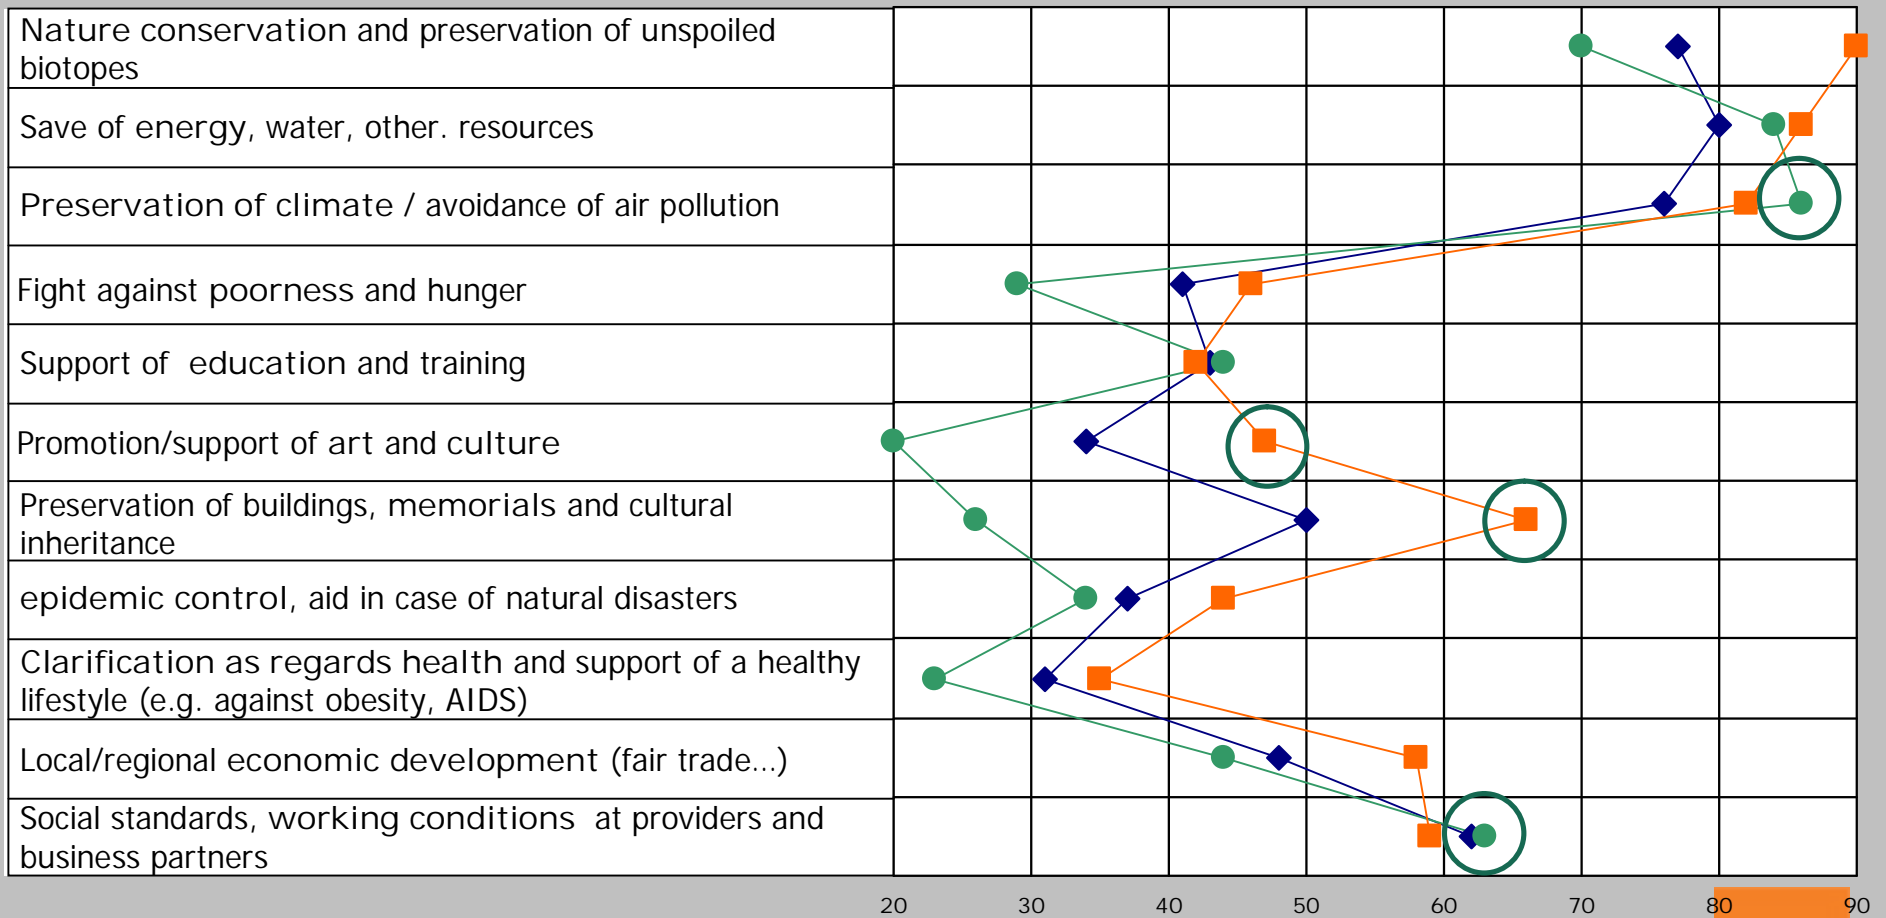 Nature conservation and preservation of unspoiled
biotopes
Save of energy, water, other. resources
Preservation of climate / avoidance of air pollution
Fight against poorness and hunger
Support of  education and training
Promotion/support of art and culture
Preservation of buildings, memorials and cultural
inheritance
epidemic control, aid in case of natural disasters
Clarification as regards health and support of a healthy
lifestyle (e.g. against obesity, AIDS)
Local/regional economic development (fair trade...)
Social standards, working conditions  at providers and
business partners
20 30 40 50 60 70 80 90